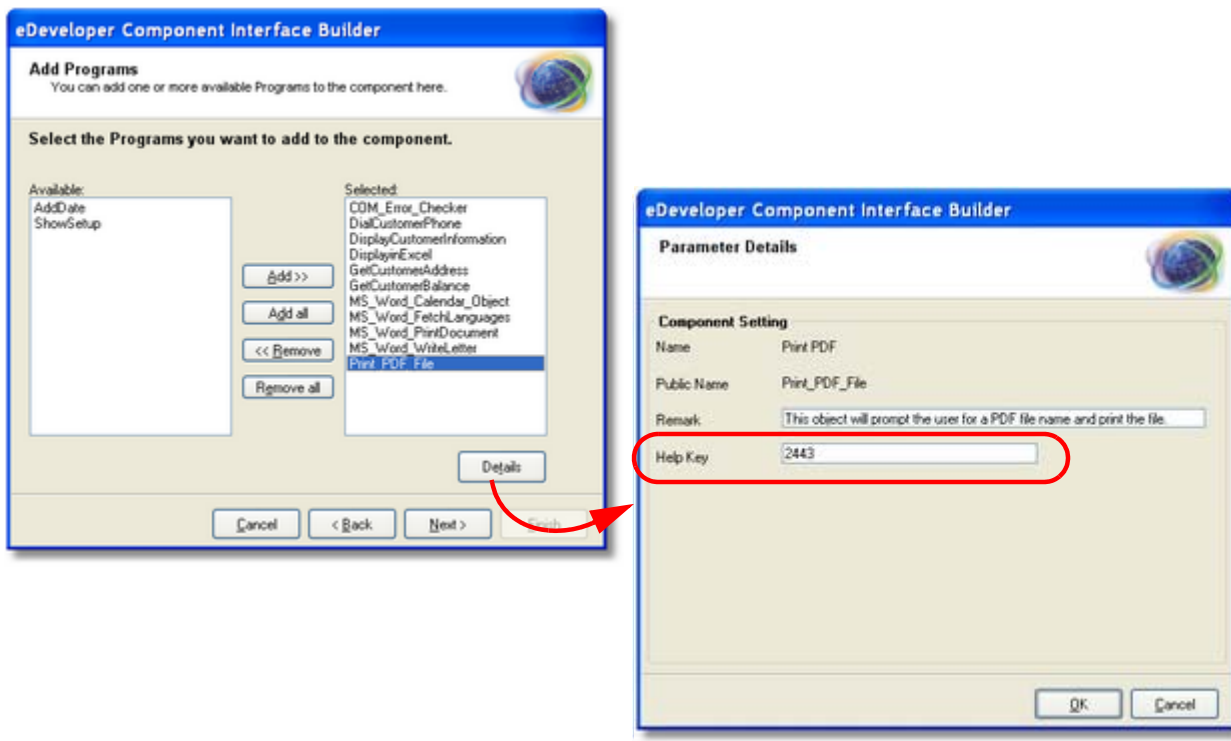 eDeveloper Component Interface Builder
Add Programs
You can add one or more available Programs to the component here.
Select the Programs you want to add to the component.
Available:
AddDate
ShowSetup
Add >>
Add all
<< Remove
Remove all
Selected:
COM_Error_Checker
DialCustomerPhone
DisplayCustomerInformation
DisplayinExcel
GetCustomerAddress
GetCustomerBalance
MS_Word_Calendar_Object
MS_Word_FetchLanguages
MS_Word_PrintDocument
MS_Word_WriteLetter
Print_PDF_File
Details
Cancel
< Back
Next >
Finish
eDeveloper Component Interface Builder
Parameter Details
Component Setting
Name Print PDF
Public Name Print_PDF_File
Remark This object will prompt the user for a PDF file name and print the file.
Help Key 2443
OK
Cancel